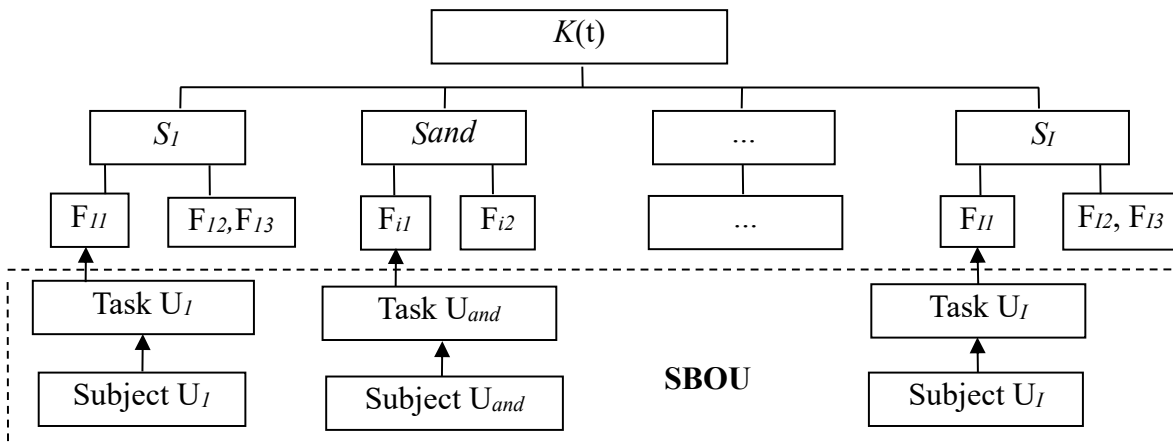 K(t)
S1 Sand ... SI
F11 F12,F13 Fi1 Fi2 ... FI1 FI2, FI3
Task U1 Task Uand Task UI
Subject U1 Subject Uand SBOU Subject UI